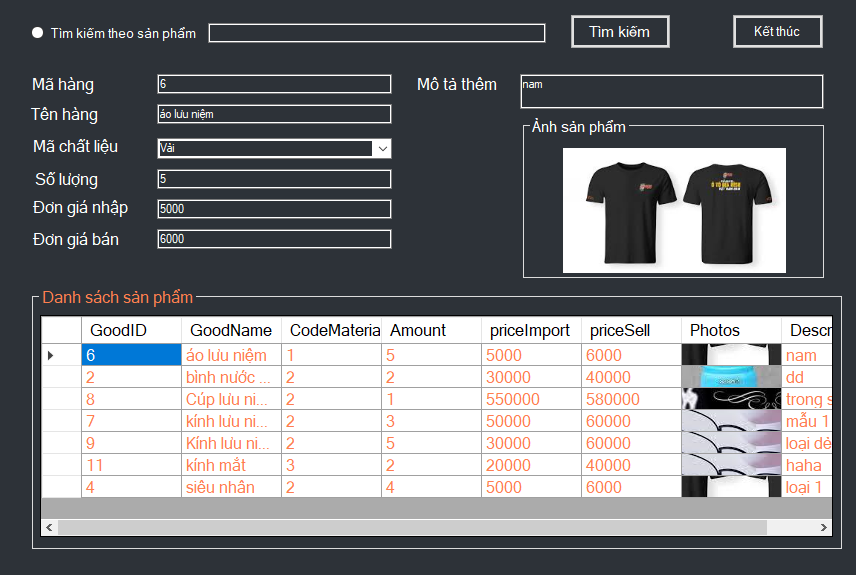 Tìm kiếm theo sản phẩm Tìm kiếm Kết thúc
Mã hàng 6 Mô tả thêm nam
Tên hàng áo lưu niệm
Ảnh sản phẩm
Mã chất liệu Vải
Số lượng 5
Đơn giá nhập 5000
Đơn giá bán 6000
Danh sách sản phẩm
GoodID GoodName CodeMateria Amount priceImport priceSell Photos Descr
6 áo lưu niệm 1 5 5000 6000 nam
2 bình nước ... 2 2 30000 40000 dd
8 Cúp lưu ni... 2 1 550000 580000 trong s
7 kính lưu ni... 2 3 50000 60000 mẫu 1
9 Kính lưu ni... 2 5 30000 60000 loại dẻ
11 kính mắt 3 2 20000 40000 haha
4 siêu nhân 2 4 5000 6000 loại 1